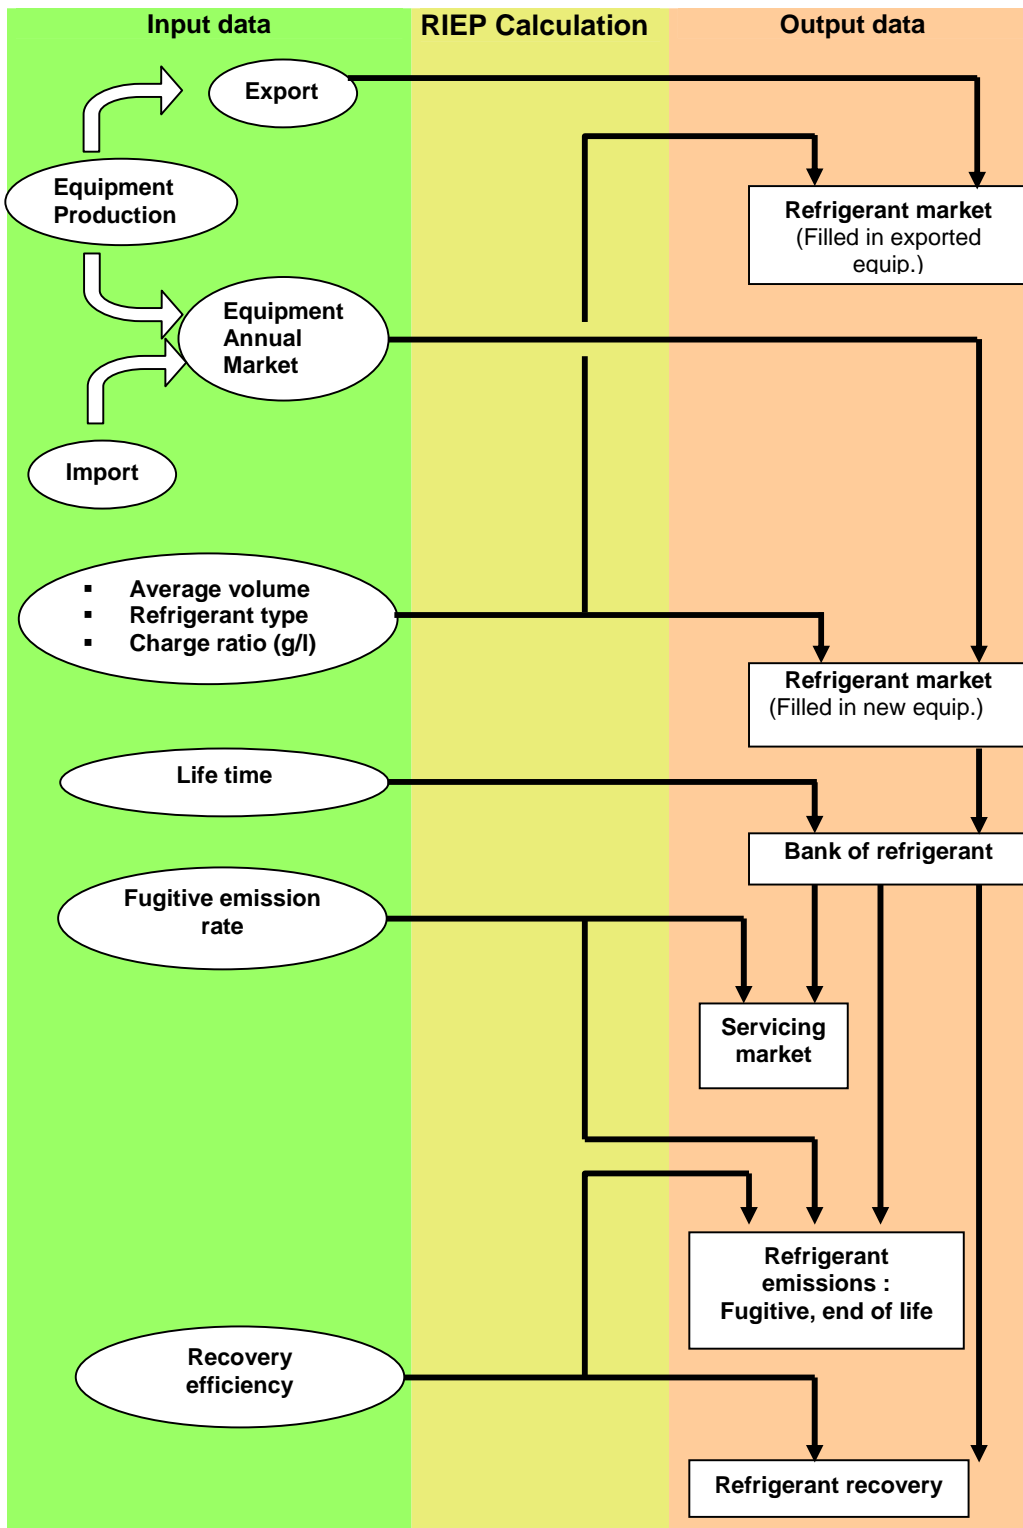 Input data
RIEP Calculation
Output data
Export
Equipment
Production
Refrigerant market
(Filled in exported
equip.)
Equipment
Annual
Market
Import
▪ Average volume
▪ Refrigerant type
▪ Charge ratio (g/l)
Refrigerant market
(Filled in new equip.)
Life time
Bank of refrigerant
Fugitive emission
rate
Servicing
market
Refrigerant
emissions :
Fugitive, end of life
Recovery
efficiency
Refrigerant recovery